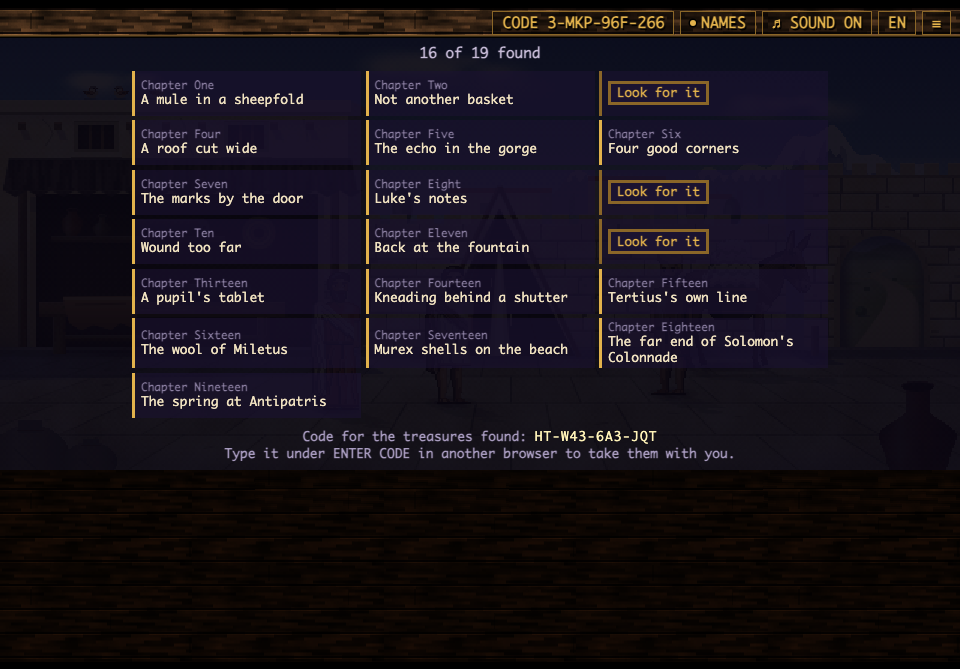 CODE 3-MKP-96F-266 • NAMES ♬ SOUND ON EN ≡
16 of 19 found
Chapter One
A mule in a sheepfold
Chapter Two
Not another basket
Look for it
Chapter Four
A roof cut wide
Chapter Five
The echo in the gorge
Chapter Six
Four good corners
Chapter Seven
The marks by the door
Chapter Eight
Luke's notes
Look for it
Chapter Ten
Wound too far
Chapter Eleven
Back at the fountain
Look for it
Chapter Thirteen
A pupil's tablet
Chapter Fourteen
Kneading behind a shutter
Chapter Fifteen
Tertius's own line
Chapter Sixteen
The wool of Miletus
Chapter Seventeen
Murex shells on the beach
Chapter Eighteen
The far end of Solomon's
Colonnade
Chapter Nineteen
The spring at Antipatris
Code for the treasures found: HT-W43-6A3-JQT
Type it under ENTER CODE in another browser to take them with you.